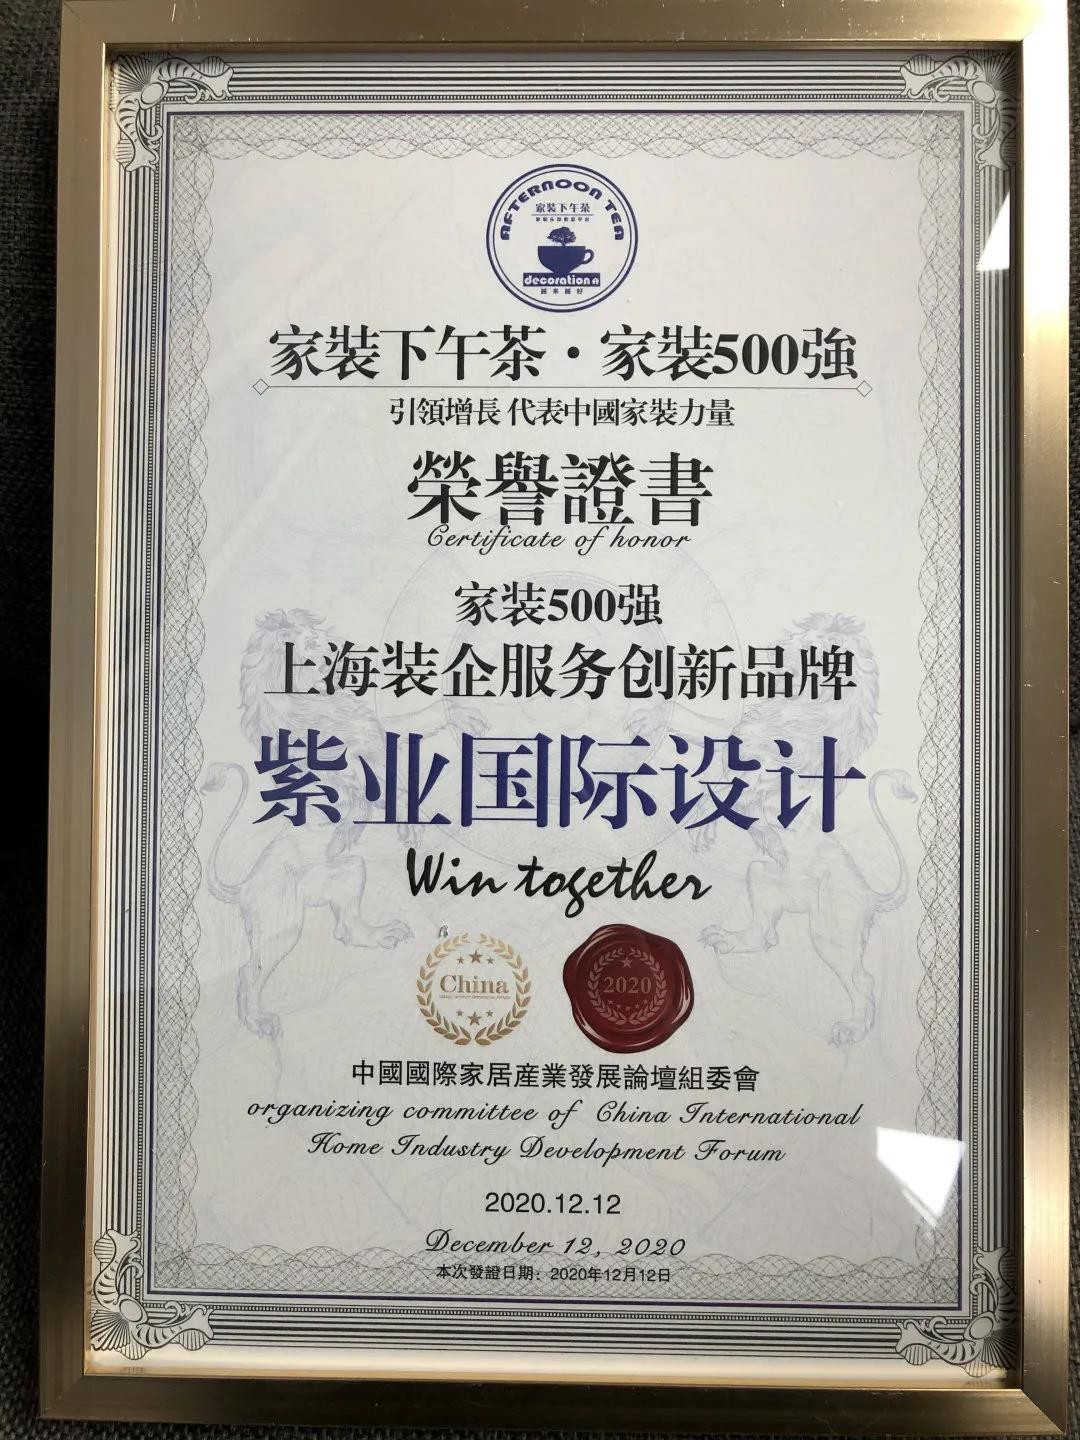 AFTERNOON TEA
家装下午茶
decoration
越来越好
家裝下午茶·家裝500強
引領增長 代表中國家裝力量
榮譽證書
Certificate of honor
家装500强
上海装企服务创新品牌
紫业国际设计
Win together
China
2020
中國國際家居産業發展論壇組委會
organizing committee of China International
Home Industry Development Forum
2020.12.12
December 12, 2020
本次發證日期：2020年12月12日